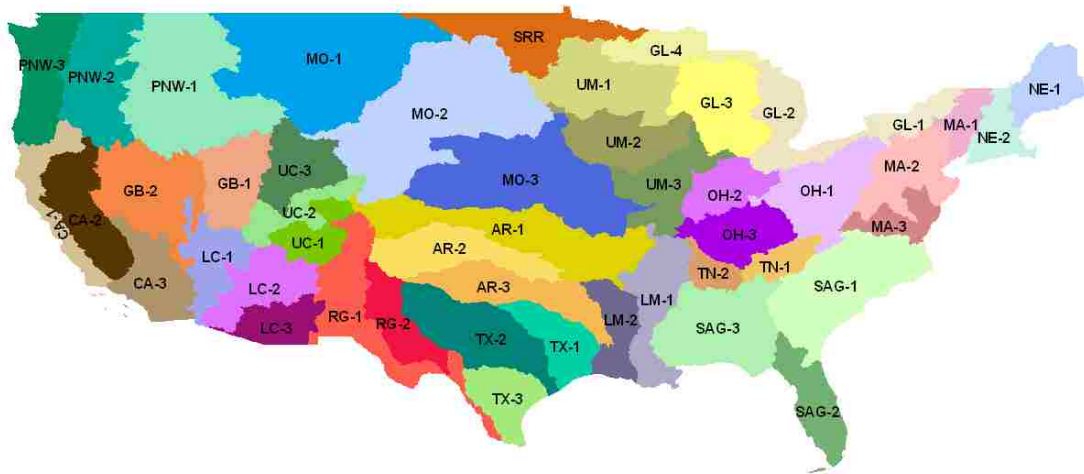 SRR
GL-4
MO-1
PNW-3
PNW-2
PNW-1
UM-1
NE-1
GL-3
MO-2
GL-2
GL-1
MA-1
NE-2
UM-2
MA-2
UC-3
MO-3
UM-3
OH-2
OH-1
GB-2
GB-1
CA-1
CA-2
UC-2
MA-3
AR-1
OH-3
UC-1
AR-2
LC-1
TN-2
TN-1
CA-3
LC-2
AR-3
LM-1
SAG-1
RG-1
RG-2
LM-2
LC-3
SAG-3
TX-2
TX-1
TX-3
SAG-2